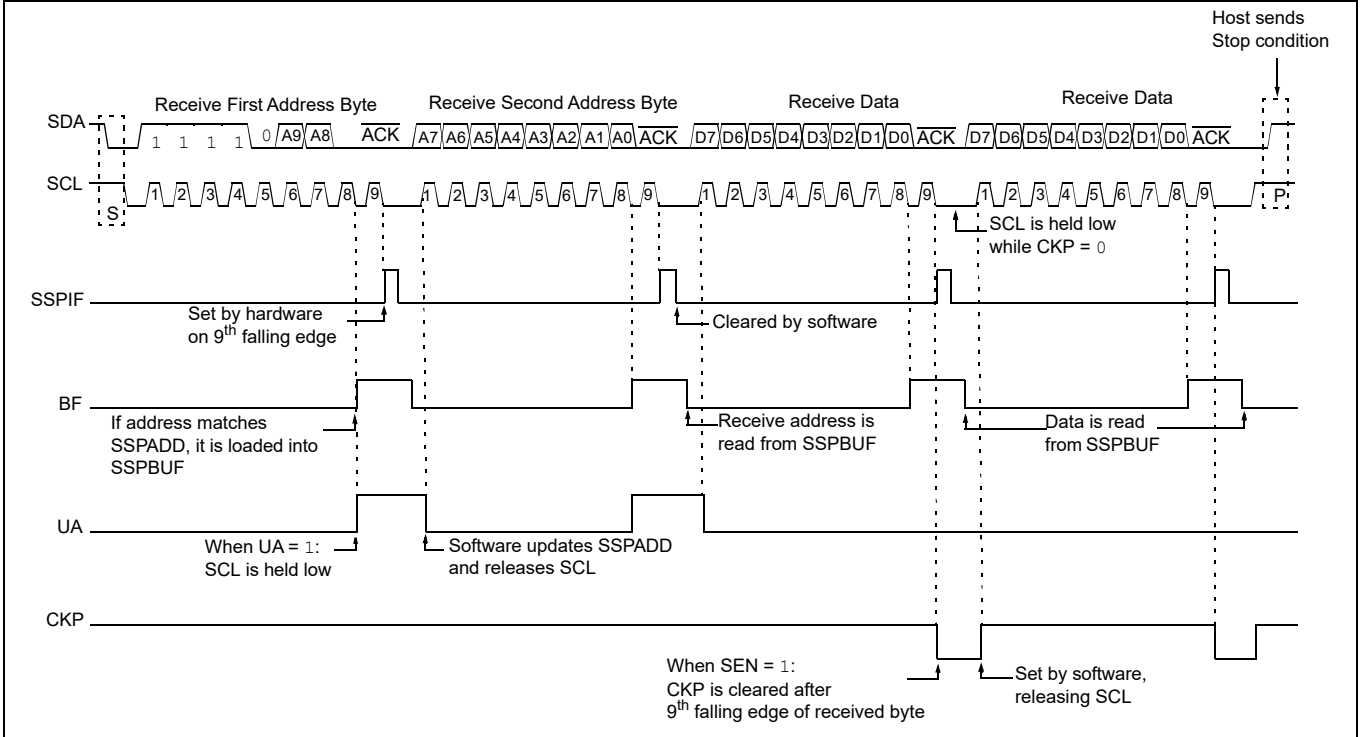 Host sends
Stop condition
Receive First Address Byte
Receive Second Address Byte
Receive Data
Receive Data
SDA
1 1 1 1 0 A9 A8 ACK A7 A6 A5 A4 A3 A2 A1 A0 ACK D7 D6 D5 D4 D3 D2 D1 D0 ACK D7 D6 D5 D4 D3 D2 D1 D0 ACK
SCL
S 1 2 3 4 5 6 7 8 9 1 2 3 4 5 6 7 8 9 1 2 3 4 5 6 7 8 9 1 2 3 4 5 6 7 8 9 P
SCL is held low
while CKP = 0
SSPIF
Set by hardware
on 9th falling edge
Cleared by software
BF
If address matches
SSPADD, it is loaded into
SSPBUF
Receive address is
read from SSPBUF
Data is read
from SSPBUF
UA
When UA = 1:
SCL is held low
Software updates SSPADD
and releases SCL
CKP
When SEN = 1:
CKP is cleared after
9th falling edge of received byte
Set by software,
releasing SCL